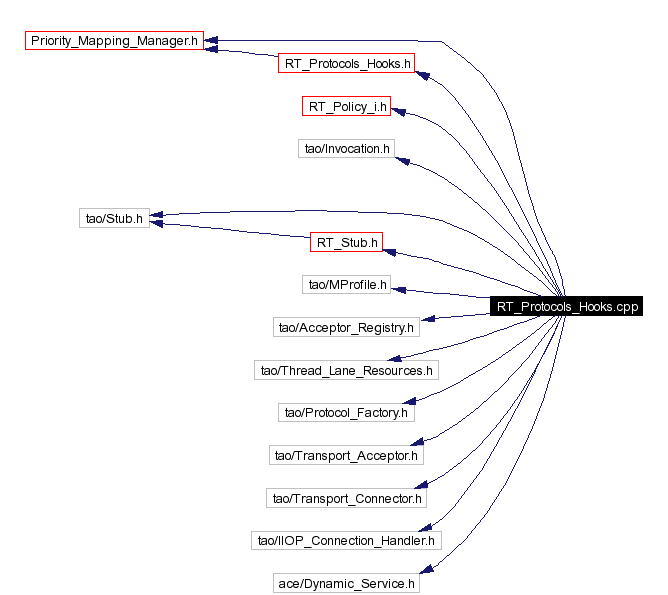 Priority_Mapping_Manager.h
RT_Protocols_Hooks.h
RT_Policy_i.h
tao/Invocation.h
tao/Stub.h
RT_Stub.h
tao/MProfile.h
RT_Protocols_Hooks.cpp
tao/Acceptor_Registry.h
tao/Thread_Lane_Resources.h
tao/Protocol_Factory.h
tao/Transport_Acceptor.h
tao/Transport_Connector.h
tao/IIOP_Connection_Handler.h
ace/Dynamic_Service.h